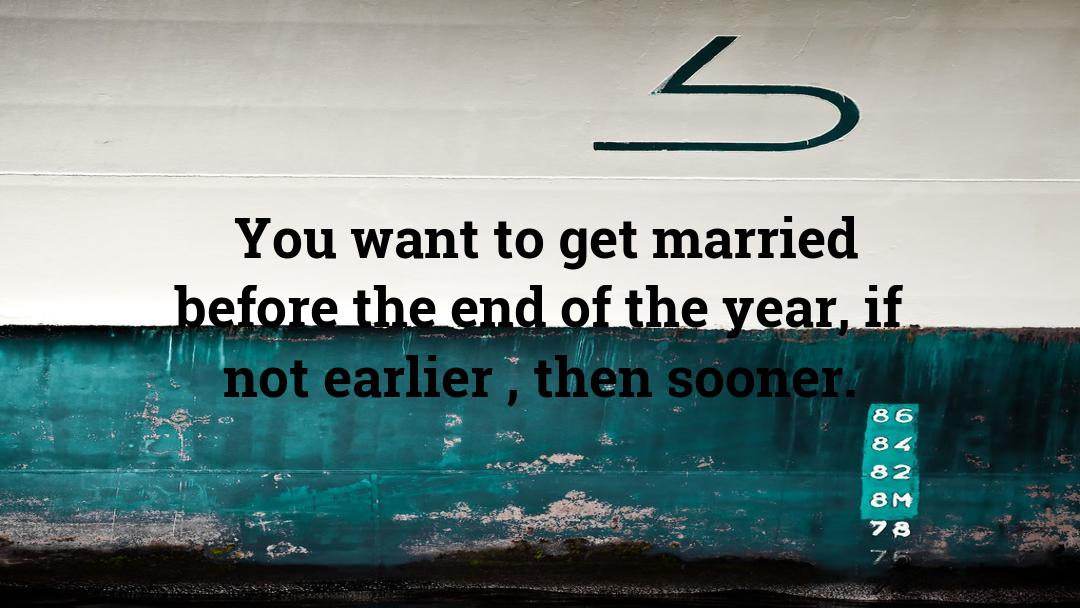 You want to get married
before the end of the year, if
not earlier , then sooner.
86
84
82
8M
78
76